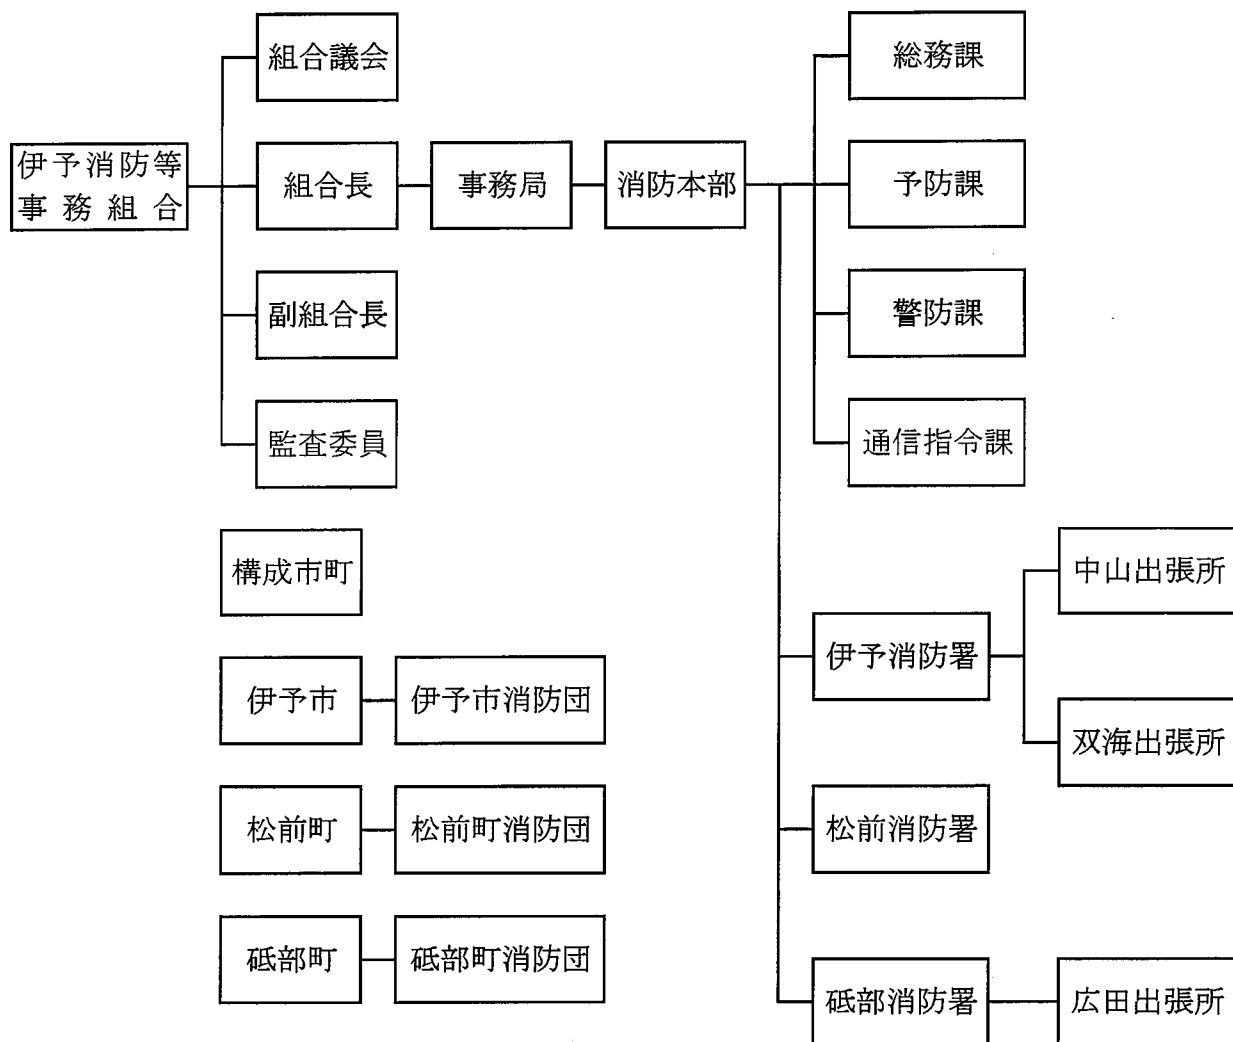 伊予消防等
事務組合
組合議会
組合長
副組合長
監査委員
事務局
消防本部
総務課
予防課
警防課
通信指令課
伊予消防署
中山出張所
双海出張所
松前消防署
砥部消防署
広田出張所
構成市町
伊予市
伊予市消防団
松前町
松前町消防団
砥部町
砥部町消防団